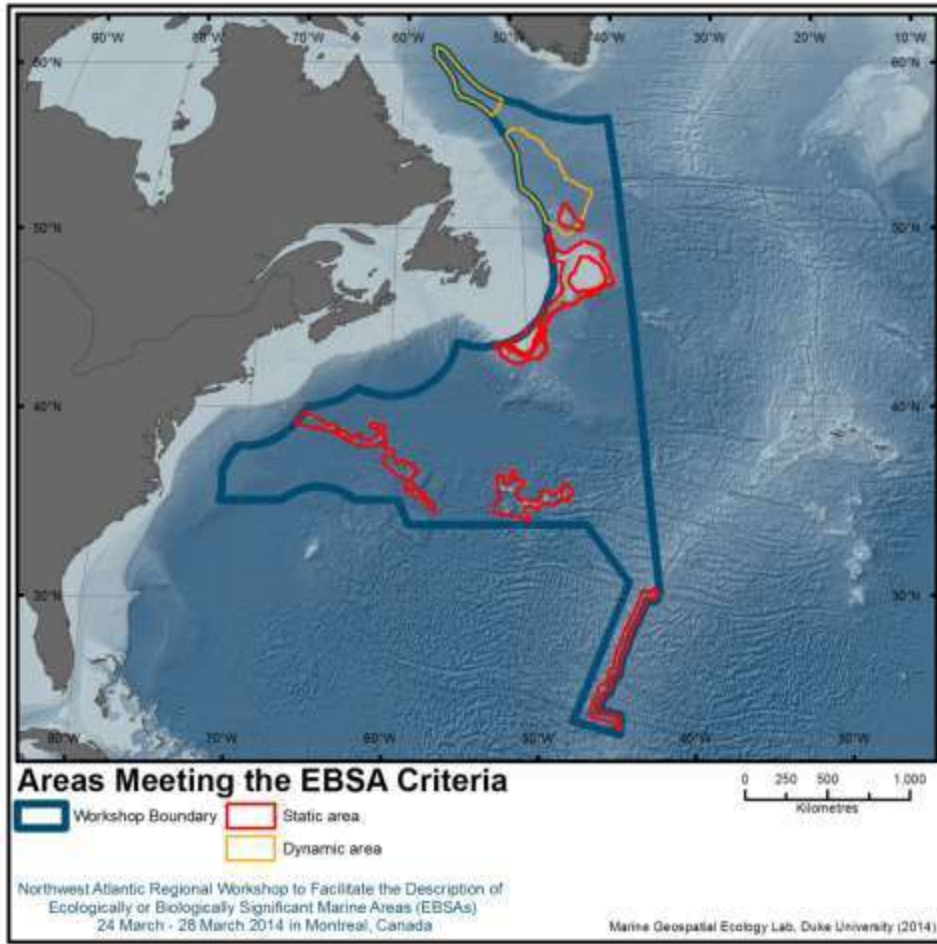 90°W 80°W 70°W 60°W 50°W 40°W 30°W 20°W 10°W
60°N 60°N
50°N 50°N
40°N 40°N
30°N 30°N
80°W 70°W 60°W 50°W 40°W 30°W
Areas Meeting the EBSA Criteria
0 250 500 1,000
Kilometres
Workshop Boundary Static area
Dynamic area
Northwest Atlantic Regional Workshop to Facilitate the Description of
Ecologically or Biologically Significant Marine Areas (EBSAs)
24 March - 28 March 2014 in Montreal, Canada
Marine Geospatial Ecology Lab, Duke University (2014)